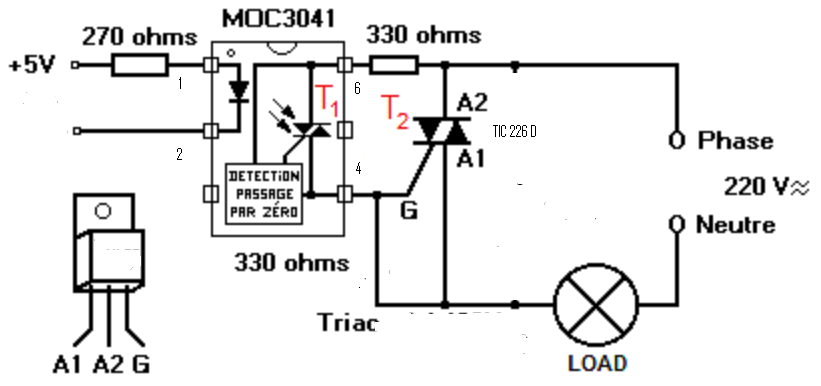 MOC3041
270 ohms
330 ohms
+5V
1
6
T1
T2
A2
TIC 226 D
A1
Phase
2
4
DETECTiON
PASSAGE
PAR ZÉRO
G
220 V≈
Neutre
330 ohms
Triac
A1 A2 G
LOAD